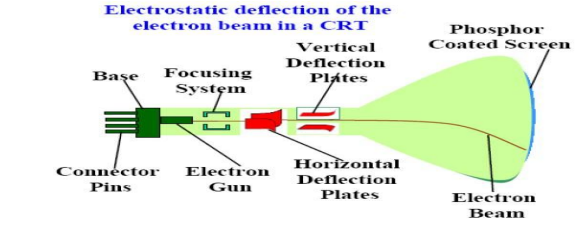 Electrostatic deflection of the
electron beam in a CRT
Phosphor
Coated Screen
Vertical
Deflection
Plates
Base
Focusing
System
Connector
Pins
Electron
Gun
Horizontal
Deflection
Plates
Electron
Beam